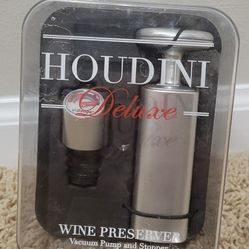 HOUDINI
Deluxe
WINE PRESERVER
Vacuum Pump and Stopper